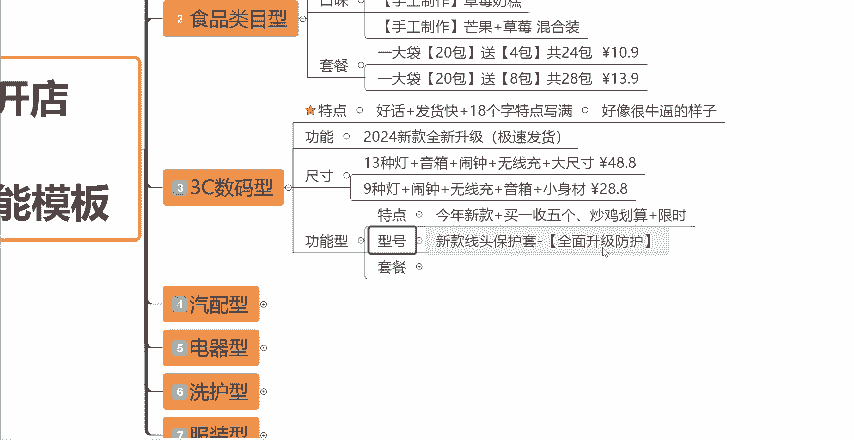 开店
能模板
2 食品类目型
口味
【手工制作】草莓奶糕
【手工制作】芒果+草莓 混合装
套餐
一大袋【20包】送【4包】共24包 ¥10.9
一大袋【20包】送【8包】共28包 ¥13.9
3 3C数码型
特点
好话+发货快+18个字特点写满
好像很牛逼的样子
功能
2024新款全新升级（极速发货）
尺寸
13种灯+音箱+闹钟+无线充+大尺寸 ¥48.8
9种灯+闹钟+无线充+音箱+小身材 ¥28.8
功能型
特点
今年新款+买一收五个、炒鸡划算+限时
型号
新款线头保护套-【全面升级防护】
套餐
4 汽配型
5 电器型
6 洗护型
7 服装型